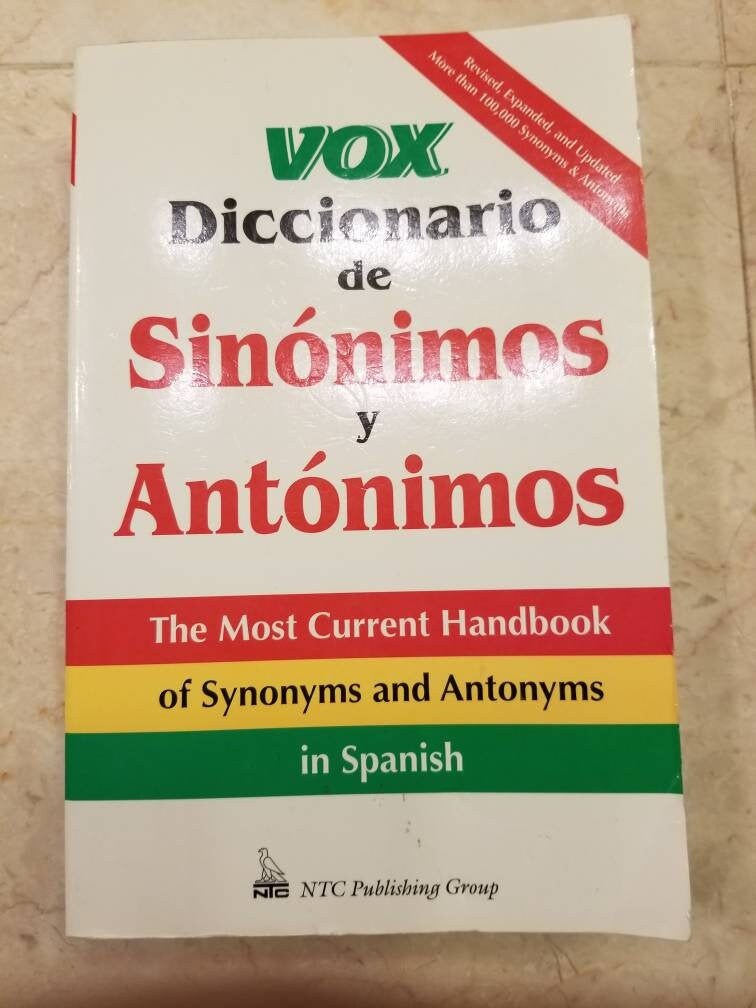 Revised, Expanded, and Updated
More than 100,000 Synonyms & Antonyms
VOX
Diccionario
de
Sinónimos
y
Antónimos
The Most Current Handbook
of Synonyms and Antonyms
in Spanish
NTC NTC Publishing Group